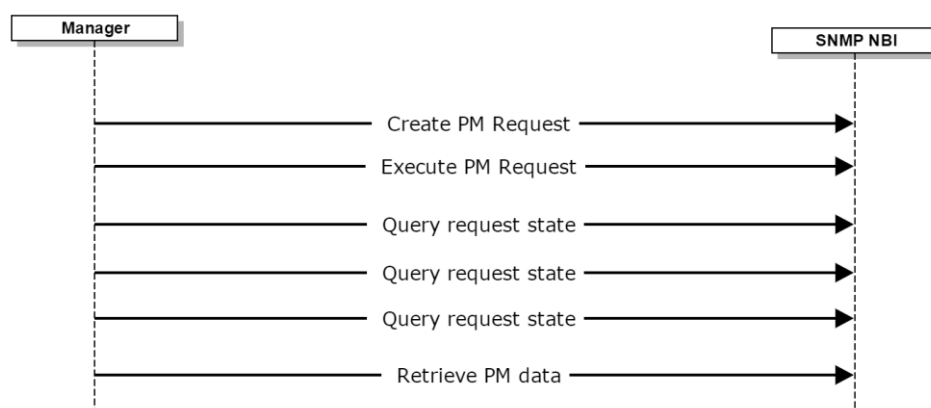 Manager
SNMP NBI
Create PM Request
Execute PM Request
Query request state
Query request state
Query request state
Retrieve PM data